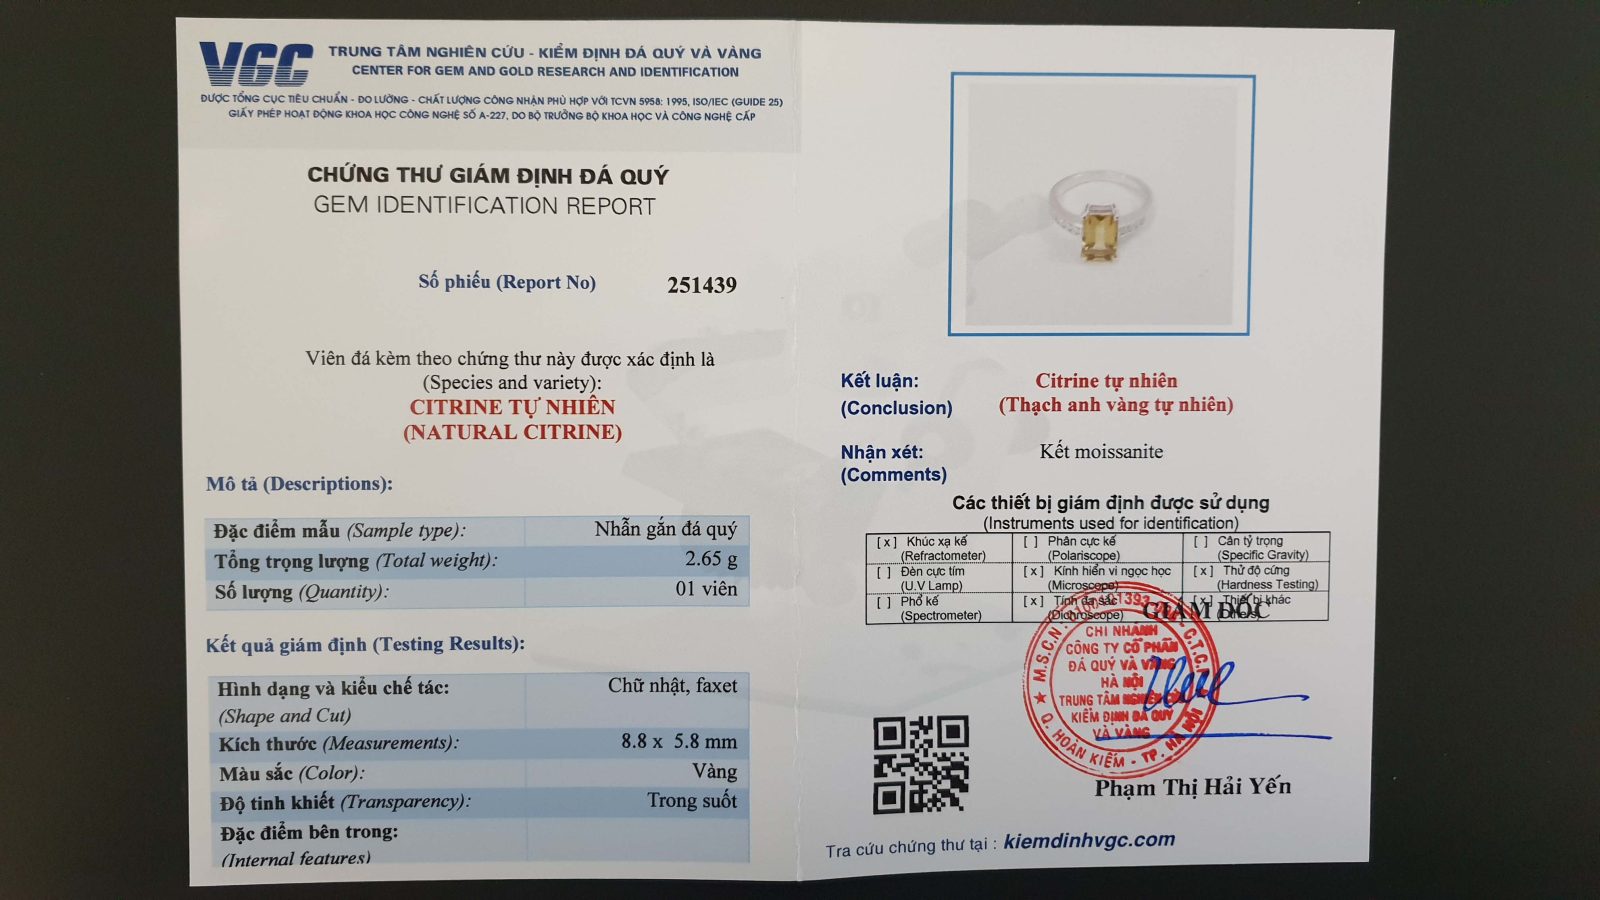 VGC
TRUNG TÂM NGHIÊN CỨU - KIỂM ĐỊNH ĐÁ QUÝ VÀ VÀNG
CENTER FOR GEM AND GOLD RESEARCH AND IDENTIFICATION
ĐƯỢC TỔNG CỤC TIÊU CHUẨN - ĐO LƯỜNG - CHẤT LƯỢNG CÔNG NHẬN PHÙ HỢP VỚI TCVN 5958: 1995, ISO/IEC (GUIDE 25)
GIẤY PHÉP HOẠT ĐỘNG KHOA HỌC CÔNG NGHỆ SỐ A-227, DO BỘ TRƯỞNG BỘ KHOA HỌC VÀ CÔNG NGHỆ CẤP
CHỨNG THƯ GIÁM ĐỊNH ĐÁ QUÝ
GEM IDENTIFICATION REPORT
Số phiếu (Report No) 251439
Viên đá kèm theo chứng thư này được xác định là
(Species and variety):
CITRINE TỰ NHIÊN
(NATURAL CITRINE)
Mô tả (Descriptions):
Đặc điểm mẫu (Sample type): Nhẫn gắn đá quý
Tổng trọng lượng (Total weight): 2.65 g
Số lượng (Quantity): 01 viên
Kết quả giám định (Testing Results):
Hình dạng và kiểu chế tác: Chữ nhật, faxet
(Shape and Cut)
Kích thước (Measurements): 8.8 x 5.8 mm
Màu sắc (Color): Vàng
Độ tinh khiết (Transparency): Trong suốt
Đặc điểm bên trong:
(Internal features)
Kết luận: Citrine tự nhiên
(Conclusion) (Thạch anh vàng tự nhiên)
Nhận xét: Kết moissanite
(Comments)
Các thiết bị giám định được sử dụng
(Instruments used for identification)
[x] Khúc xạ kế [ ] Phân cực kế [ ] Cân tỷ trọng
(Refractometer) (Polariscope) (Specific Gravity)
[ ] Đèn cực tím [x] Kính hiển vi ngọc học [x] Thử độ cứng
(U.V Lamp) (Microscope) (Hardness Testing)
[ ] Phổ kế [x] Tính đa sắc [x] Thiết bị khác
(Spectrometer) (Dichroscope)
GIÁM ĐỐC
CHI NHÁNH
CÔNG TY CỔ PHẦN
ĐÁ QUÝ VÀ VÀNG
HÀ NỘI
TRUNG TÂM NGHIÊN CỨU
KIỂM ĐỊNH ĐÁ QUÝ
VÀ VÀNG
Q. HOÀN KIẾM - TP. HÀ NỘI
Phạm Thị Hải Yến
Tra cứu chứng thư tại : kiemdinhvgc.com